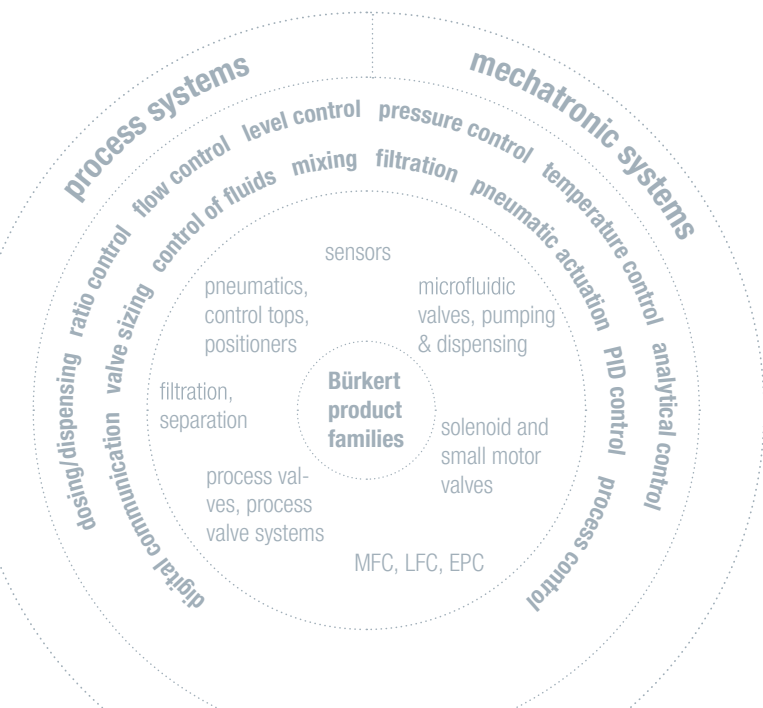 process systems
mechatronic systems
dosing/dispensing ratio control flow control level control pressure control temperature control analytical control
digital communication valve sizing control of fluids mixing filtration pneumatic actuation PID control process control
sensors
pneumatics,
control tops,
positioners
microfluidic
valves, pumping
& dispensing
filtration,
separation
Bürkert
product
families
solenoid and
small motor
valves
process val-
ves, process
valve systems
MFC, LFC, EPC